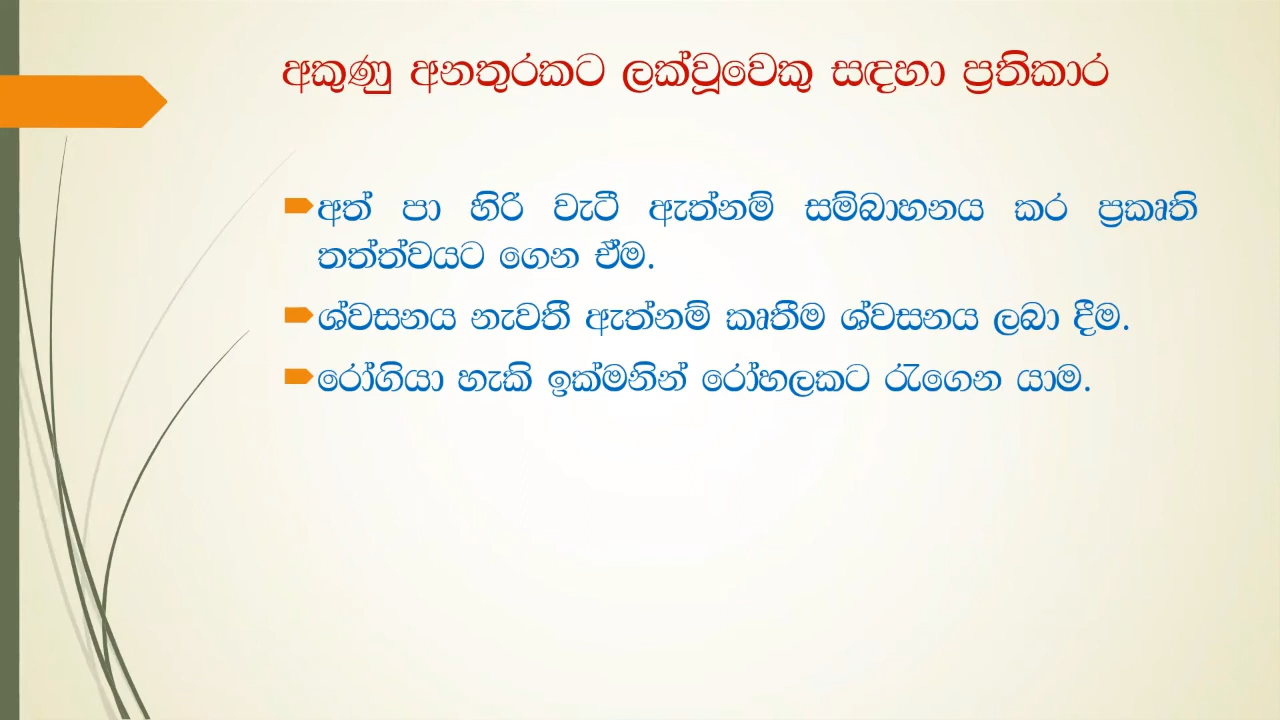 අකුණු අනතුරකට ලක්වූවෙකු සඳහා ප්‍රතිකාර
අත් පා හිරි වැටී ඇත්නම් සම්බාහනය කර ප්‍රකෘති
තත්ත්වයට ගෙන ඒම.
ශ්වසනය නැවතී ඇත්නම් කෘතීම ශ්වසනය ලබා දීම.
රෝගියා හැකි ඉක්මනින් රෝහලකට රැගෙන යාම.